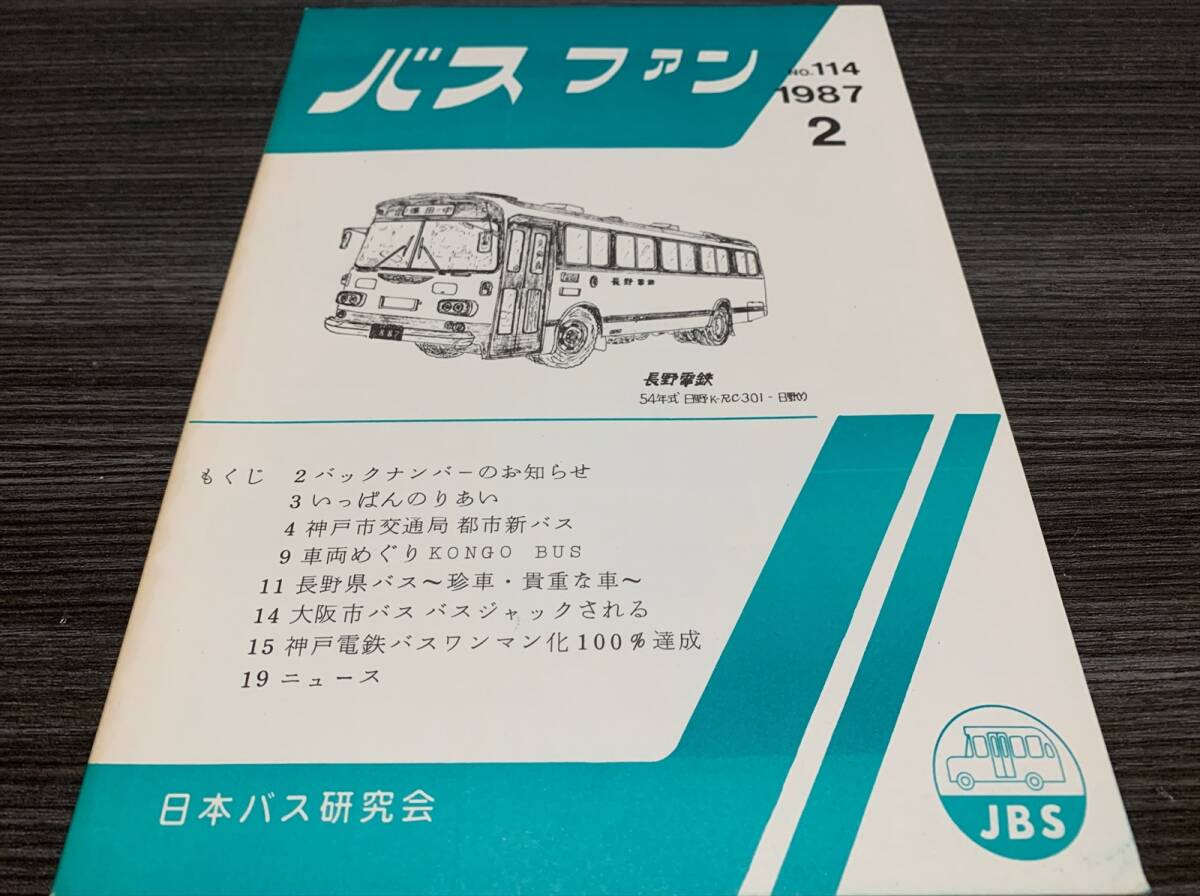 バスファン
NO.114
1987
2
長野電鉄
長野電鉄
54年式 日野K-RC301 - 日野(め)
もくじ 2 バックナンバーのお知らせ
3 いっぱんのりあい
4 神戸市交通局 都市新バス
9 車両めぐり KONGO BUS
11 長野県バス～珍車・貴重な車～
14 大阪市バス バスジャックされる
15 神戸電鉄バスワンマン化100%達成
19 ニュース
日本バス研究会
JBS